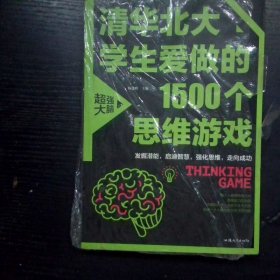 清华北大
学生爱做的
1500个
思维游戏
超强
大脑
发掘潜能，启迪智慧，强化思维，走向成功
THINKING
GAME